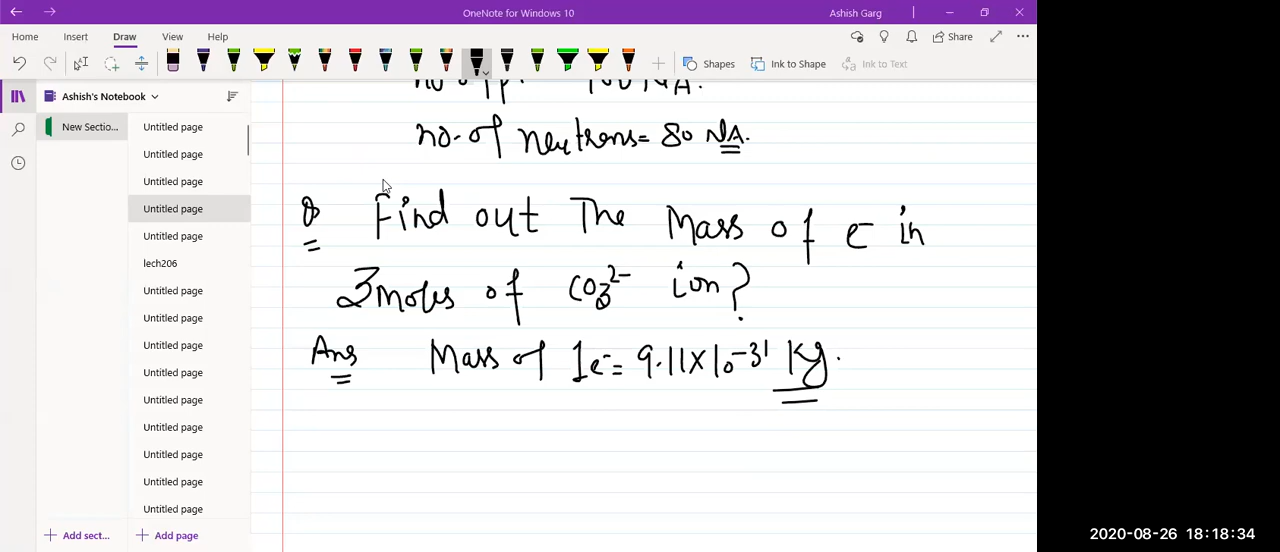 OneNote for Windows 10
Ashish Garg
Home Insert Draw View Help
Share
Shapes Ink to Shape Ink to Text
Ashish's Notebook
New Sectio...
Untitled page
Untitled page
Untitled page
Untitled page
Untitled page
lech206
Untitled page
Untitled page
Untitled page
Untitled page
Untitled page
Untitled page
Untitled page
Untitled page
Untitled page
Add sect...
Add page
100 NA.
no. of neutrons = 80 NA.
Q Find out The Mass of e- in
3 moles of CO3^2- ion?
Ans Mass of 1e- = 9.11X10^-31 Kg.
2020-08-26 18:18:34